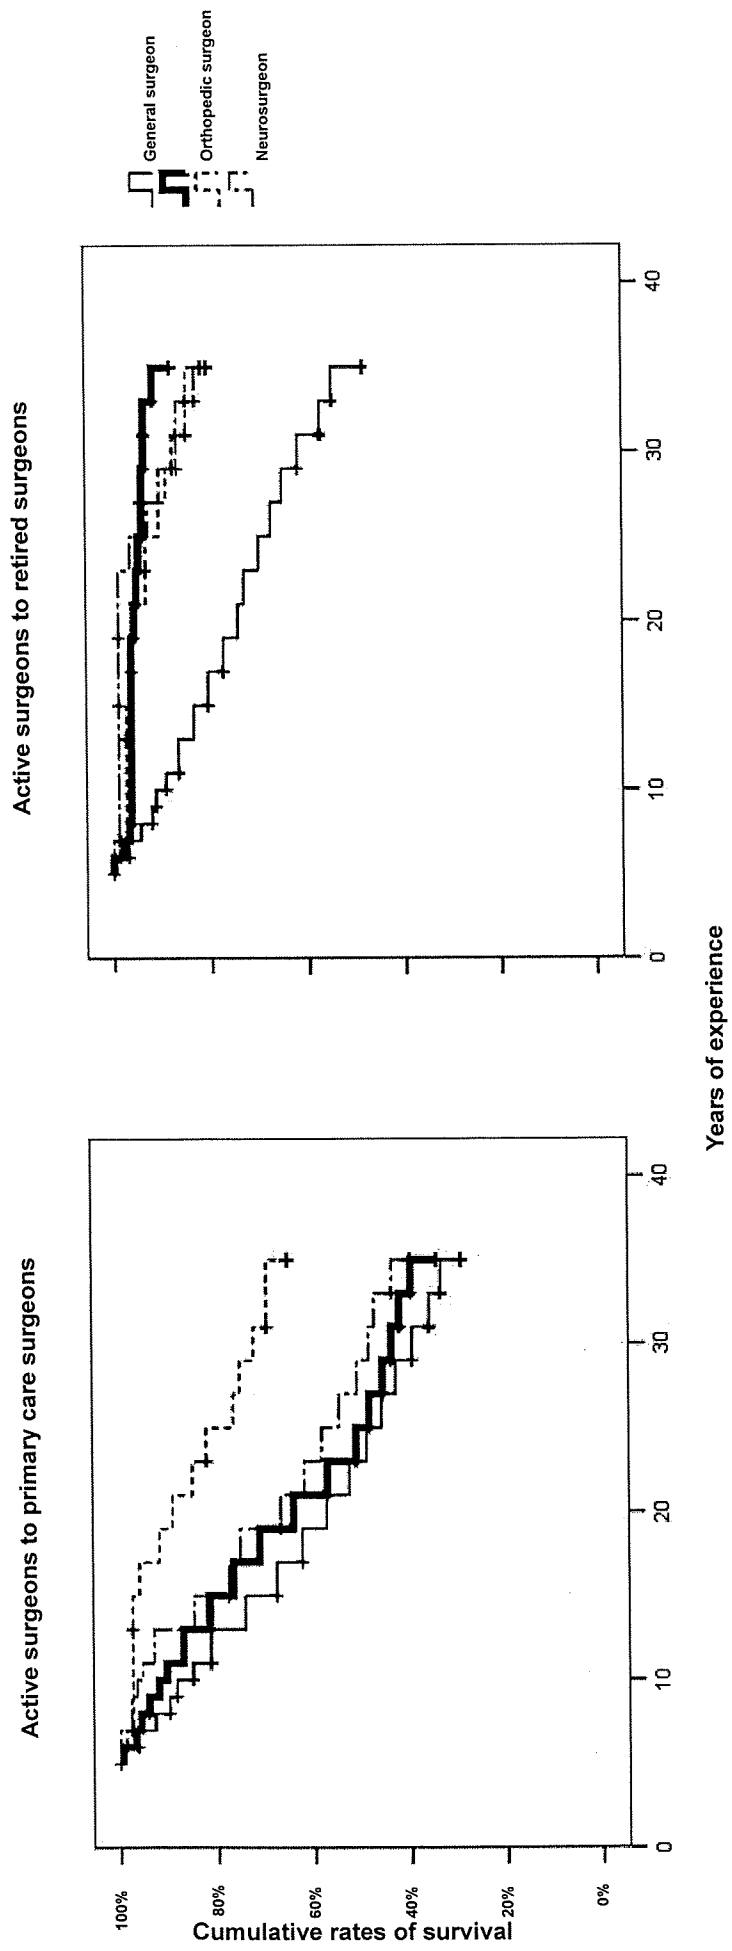 Active surgeons to primary care surgeons
Active surgeons to retired surgeons
General surgeon
Orthopedic surgeon
Neurosurgeon
Cumulative rates of survival
100%
80%
60%
40%
20%
0%
0
10
20
30
40
0
10
20
30
40
Years of experience